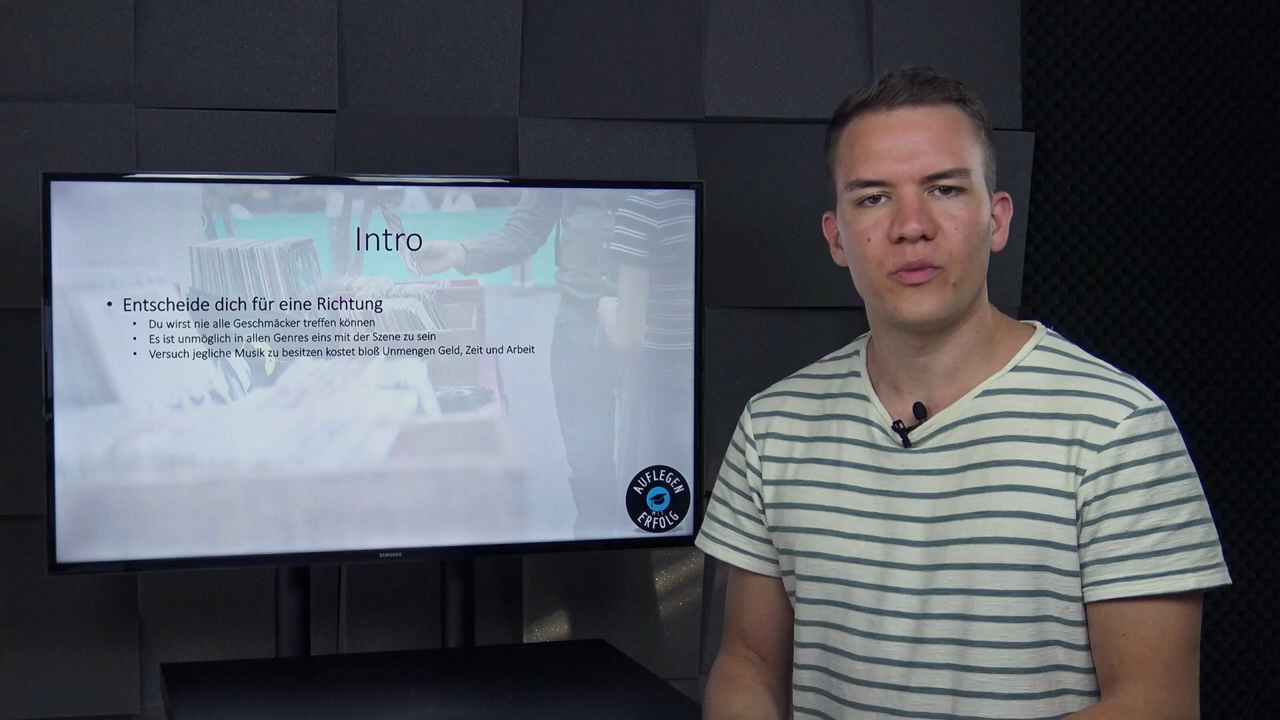 Intro
• Entscheide dich für eine Richtung
• Du wirst nie alle Geschmäcker treffen können
• Es ist unmöglich in allen Genres eins mit der Szene zu sein
• Versuch jegliche Musik zu besitzen kostet bloß Unmengen Geld, Zeit und Arbeit
AUFLEGEN
MIT
ERFOLG
SAMSUNG